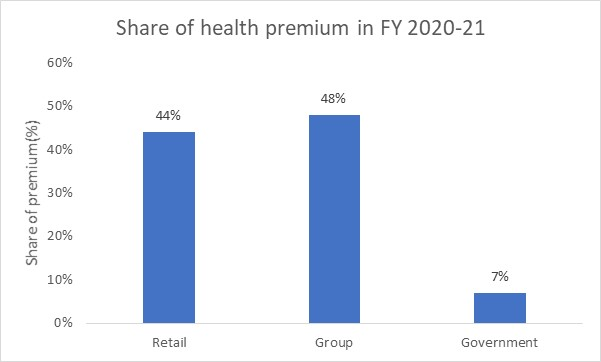 Share of health premium in FY 2020-21
Share of premium(%)
60%
50%
40%
30%
20%
10%
0%
44%
48%
7%
Retail
Group
Government